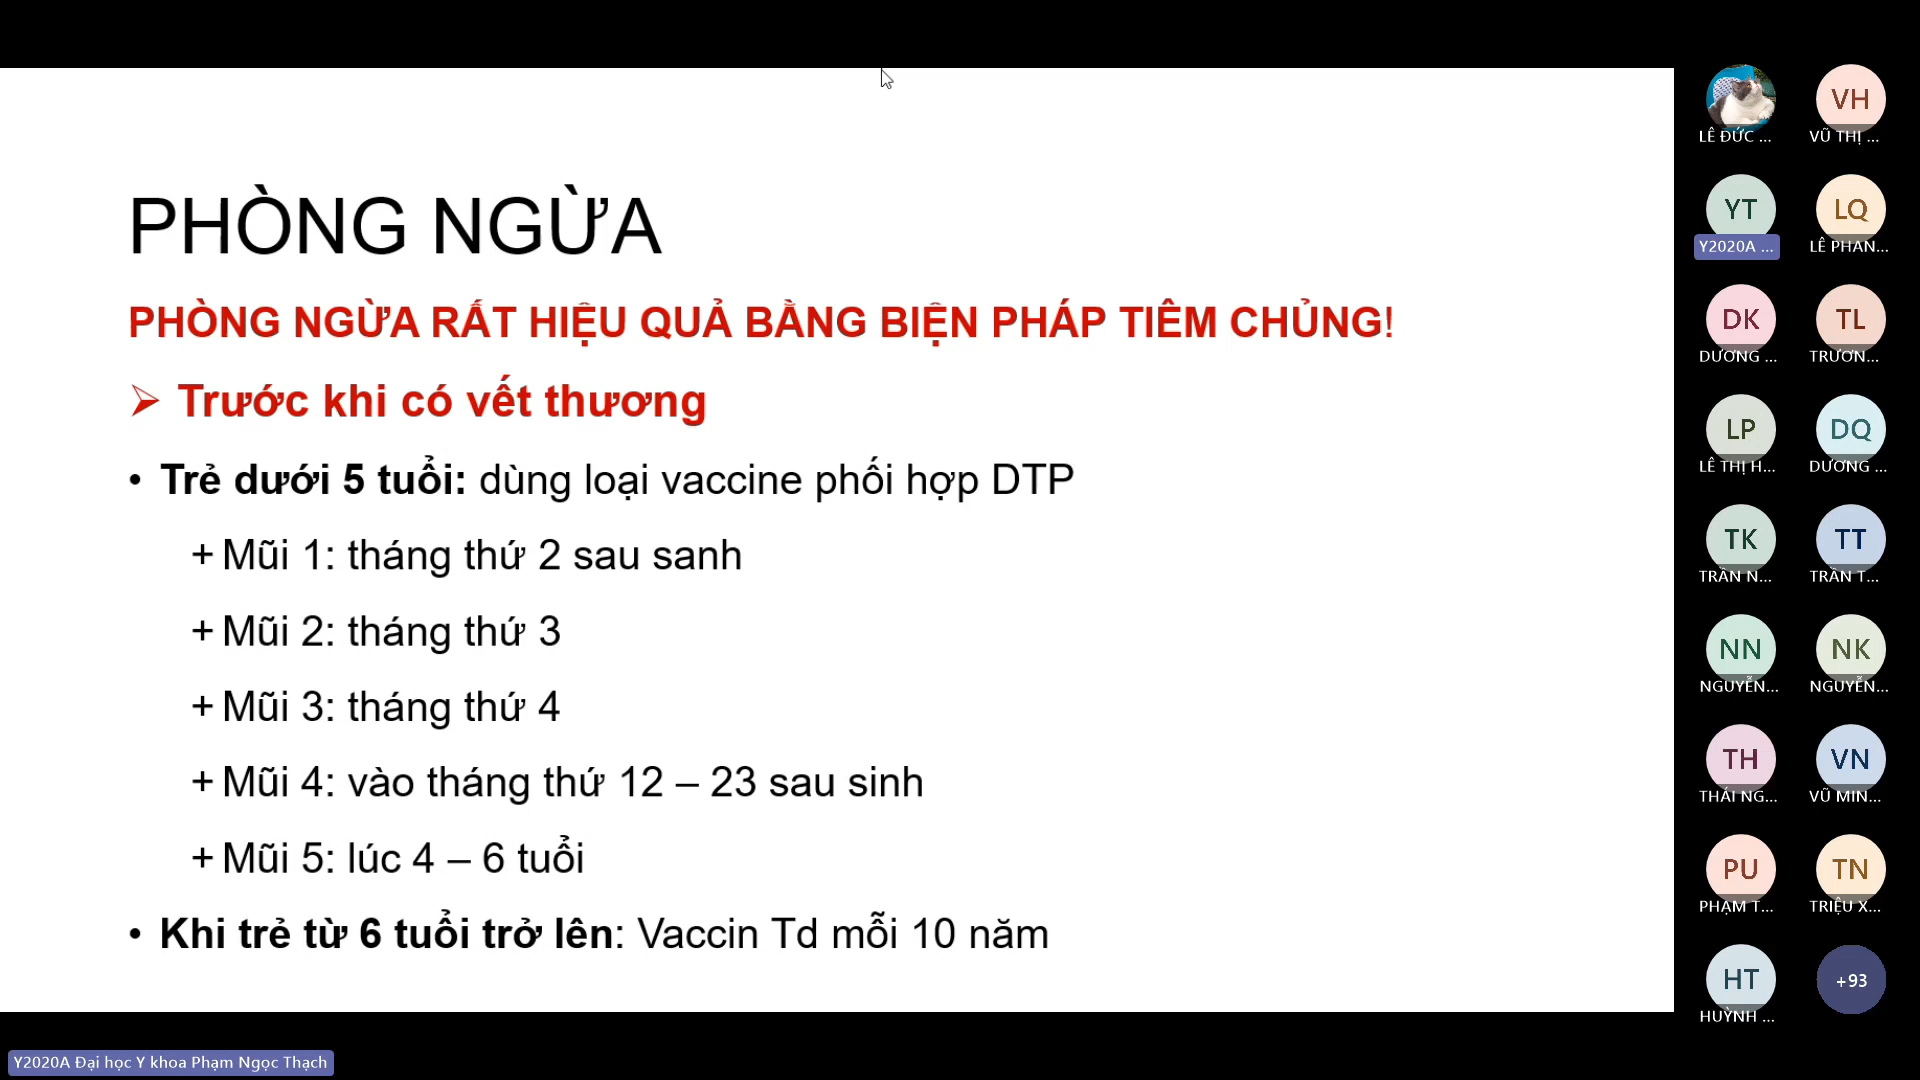 PHÒNG NGỪA
PHÒNG NGỪA RẤT HIỆU QUẢ BẰNG BIỆN PHÁP TIÊM CHỦNG!
➢ Trước khi có vết thương
• Trẻ dưới 5 tuổi: dùng loại vaccine phối hợp DTP
+ Mũi 1: tháng thứ 2 sau sanh
+ Mũi 2: tháng thứ 3
+ Mũi 3: tháng thứ 4
+ Mũi 4: vào tháng thứ 12 – 23 sau sinh
+ Mũi 5: lúc 4 – 6 tuổi
• Khi trẻ từ 6 tuổi trở lên: Vaccin Td mỗi 10 năm
VH
LÊ ĐỨC ...
VŨ THỊ ...
YT
LQ
Y2020A ...
LÊ PHAN...
DK
TL
DƯƠNG ...
TRƯƠN...
LP
DQ
LÊ THỊ H...
DƯƠNG ...
TK
TT
TRẦN N...
TRẦN T...
NN
NK
NGUYỄN...
NGUYỄN...
TH
VN
THÁI NG...
VŨ MIN...
PU
TN
PHẠM T...
TRIỆU X...
HT
+93
HUỲNH ...
Y2020A Đại học Y khoa Phạm Ngọc Thạch